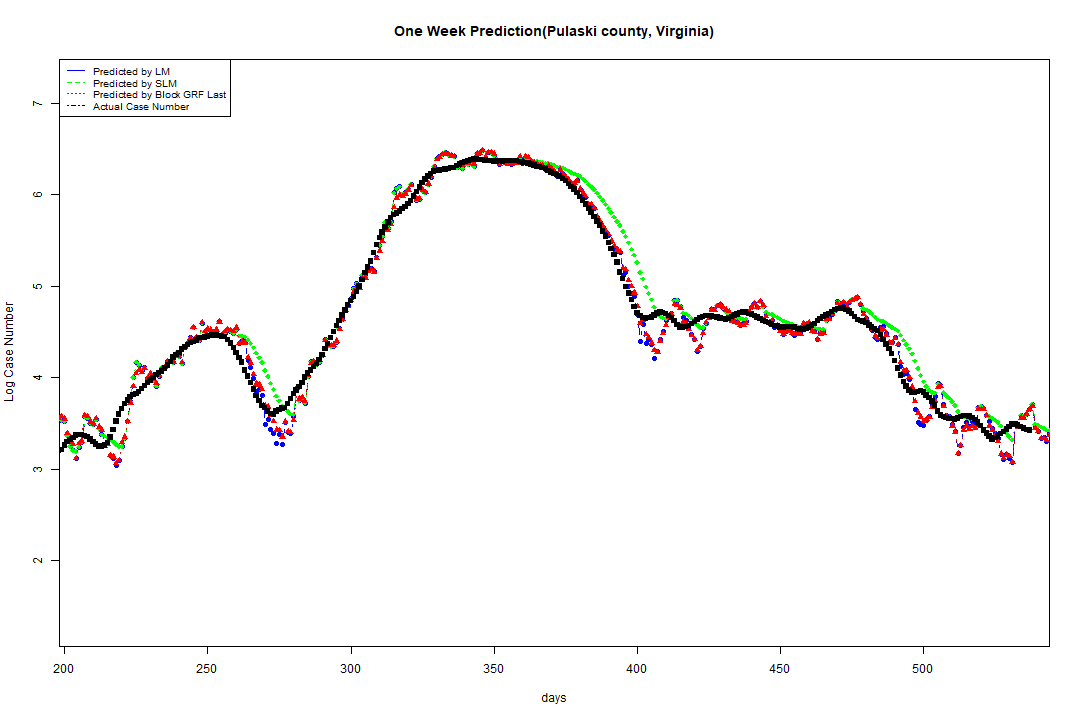 One Week Prediction(Pulaski county, Virginia)
Predicted by LM
Predicted by SLM
Predicted by Block GRF Last
Actual Case Number
7
6
5
4
3
2
Log Case Number
200 250 300 350 400 450 500
days